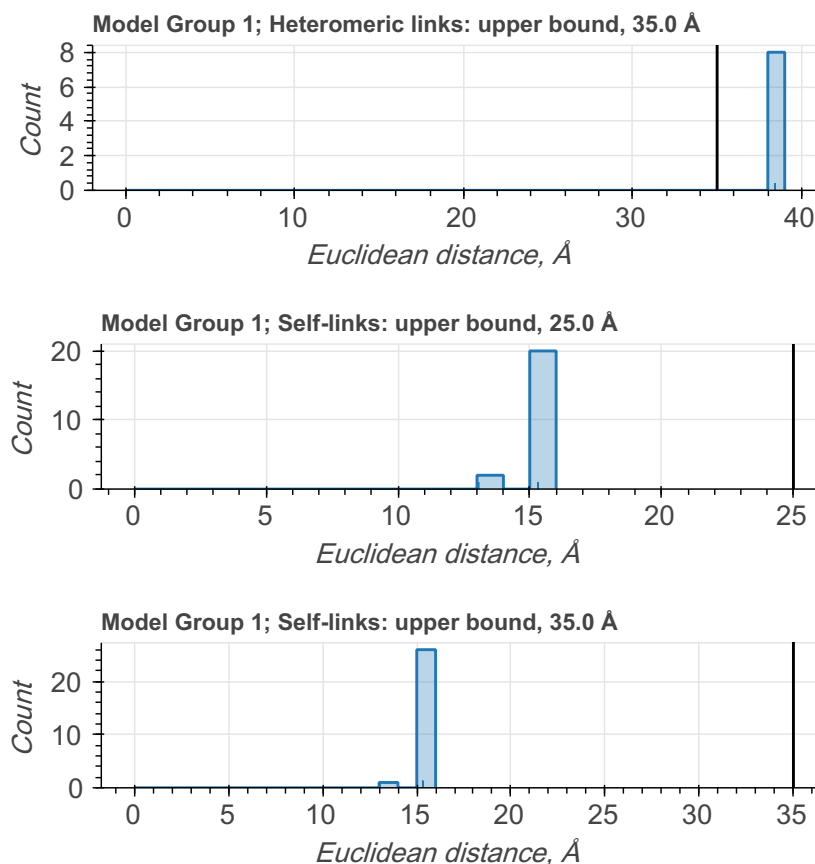 Model Group 1; Heteromeric links: upper bound, 35.0 Å
8
6
4
2
0
Count
0 10 20 30 40
Euclidean distance, Å
Model Group 1; Self-links: upper bound, 25.0 Å
20
10
0
Count
0 5 10 15 20 25
Euclidean distance, Å
Model Group 1; Self-links: upper bound, 35.0 Å
20
10
0
Count
0 5 10 15 20 25 30 35
Euclidean distance, Å